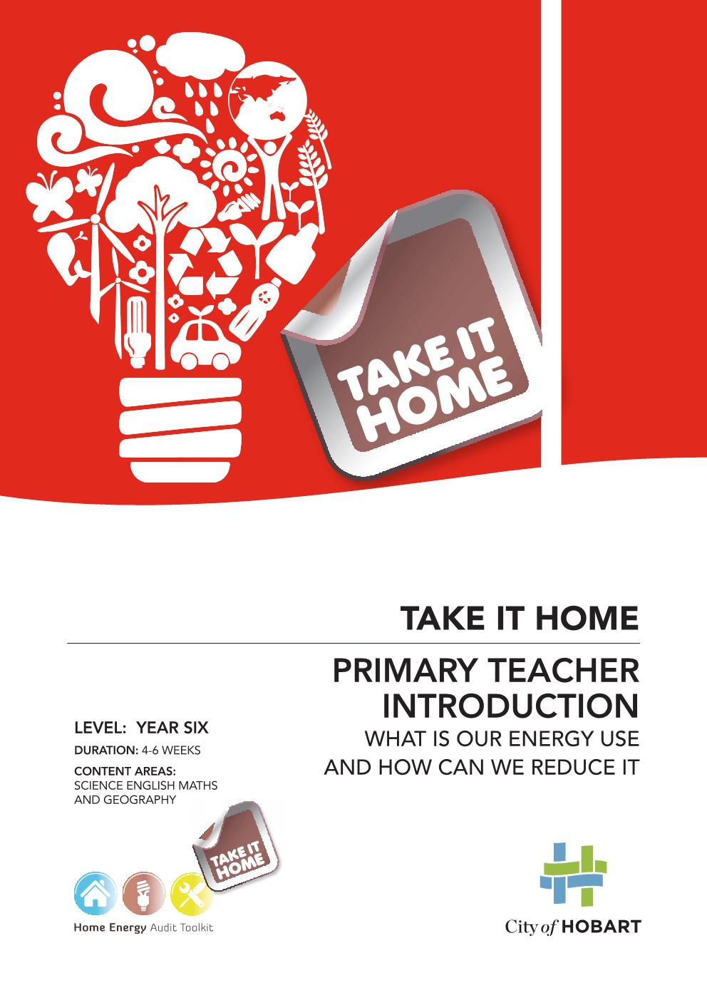 TAKE IT
HOME
TAKE IT HOME
PRIMARY TEACHER
INTRODUCTION
WHAT IS OUR ENERGY USE
AND HOW CAN WE REDUCE IT
LEVEL: YEAR SIX
DURATION: 4-6 WEEKS
CONTENT AREAS:
SCIENCE ENGLISH MATHS
AND GEOGRAPHY
TAKE IT
HOME
Home Energy Audit Toolkit
City of HOBART